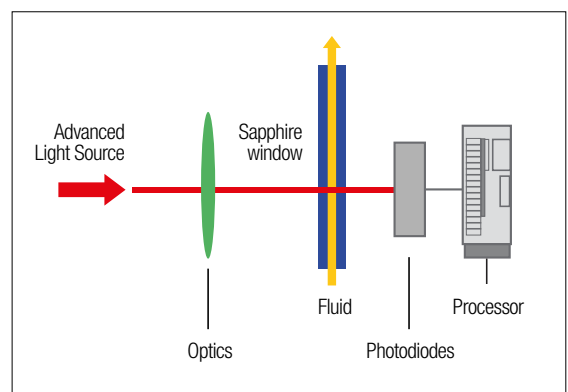 Advanced
Light Source
Sapphire
window
Fluid
Processor
Optics
Photodiodes